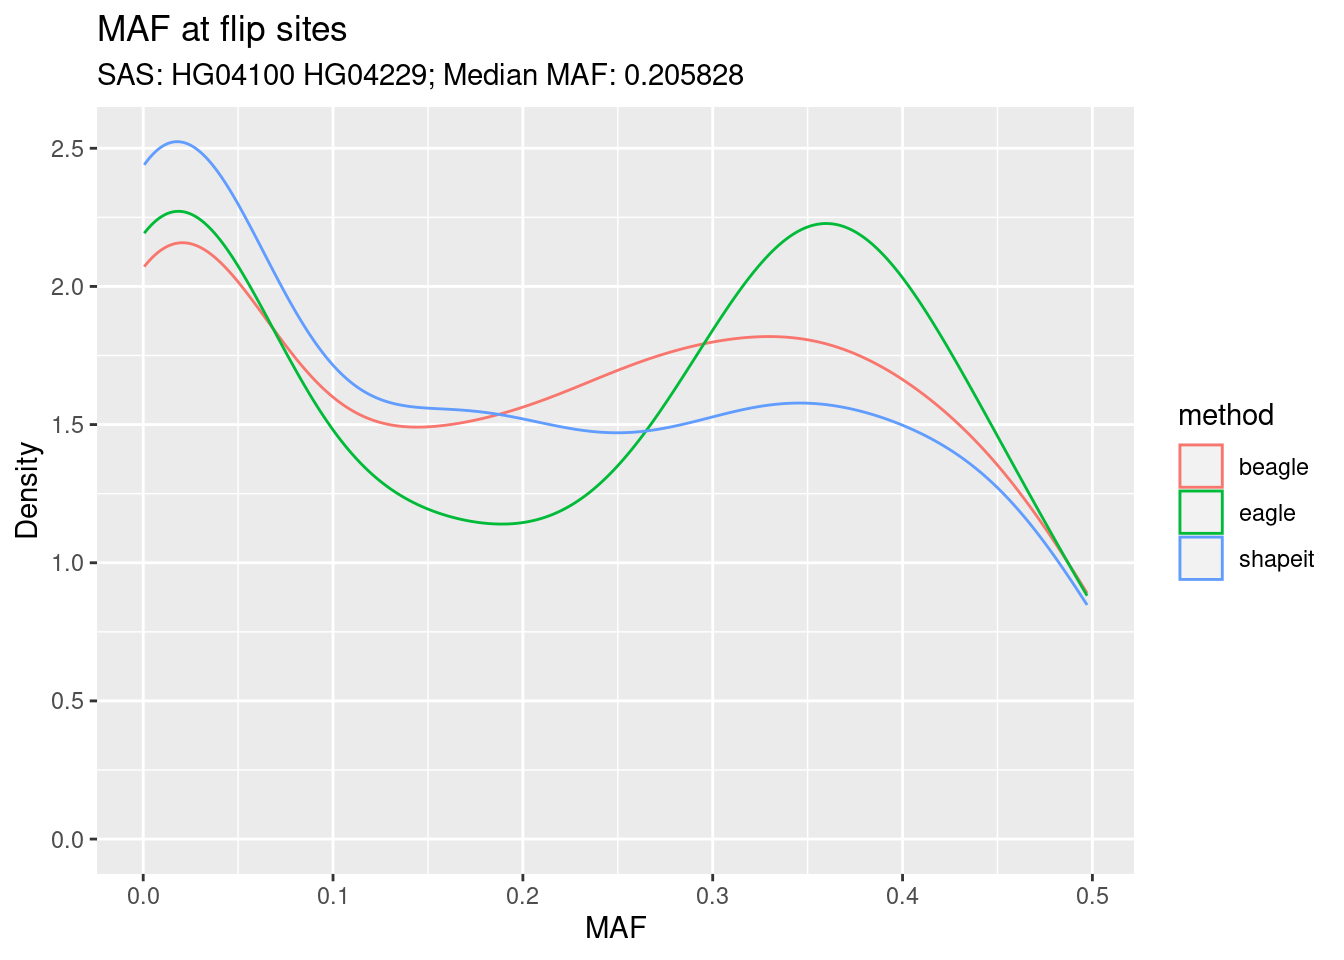 MAF at flip sites
SAS: HG04100 HG04229; Median MAF: 0.205828
Density
2.5
2.0
1.5
1.0
0.5
0.0
0.0 0.1 0.2 0.3 0.4 0.5
MAF
method
beagle
eagle
shapeit